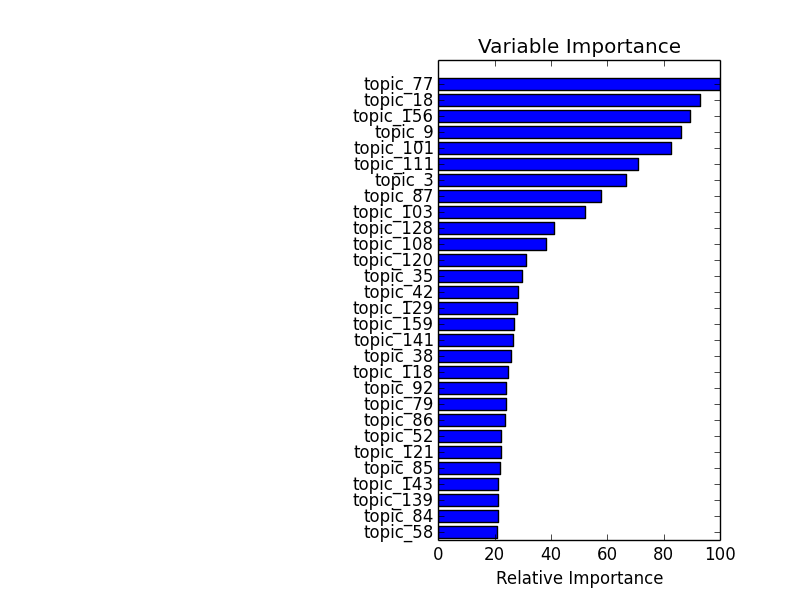 Variable Importance
topic_77
topic_18
topic_156
topic_9
topic_101
topic_111
topic_3
topic_87
topic_103
topic_128
topic_108
topic_120
topic_35
topic_42
topic_129
topic_159
topic_141
topic_38
topic_118
topic_92
topic_79
topic_86
topic_52
topic_121
topic_85
topic_143
topic_139
topic_84
topic_58
0 20 40 60 80 100
Relative Importance